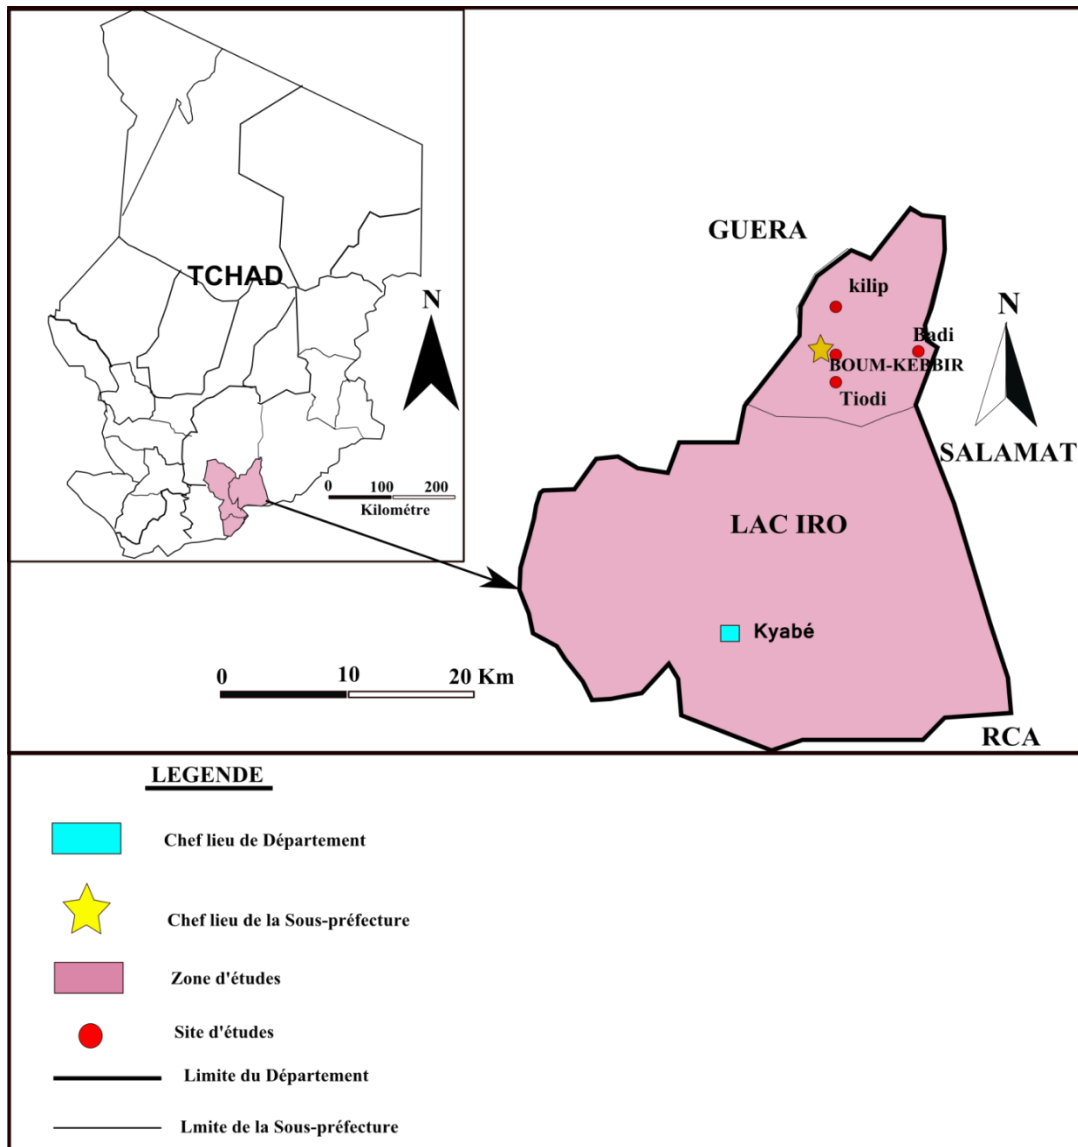 TCHAD
N
0 100 200
Kilométre
GUERA
kilip
N
Badi
BOUM-KEBBIR
Tiodi
SALAMAT
LAC IRO
Kyabé
0 10 20 Km
RCA
LEGENDE
Chef lieu de Département
Chef lieu de la Sous-préfecture
Zone d'études
Site d'études
Limite du Département
Lmite de la Sous-préfecture